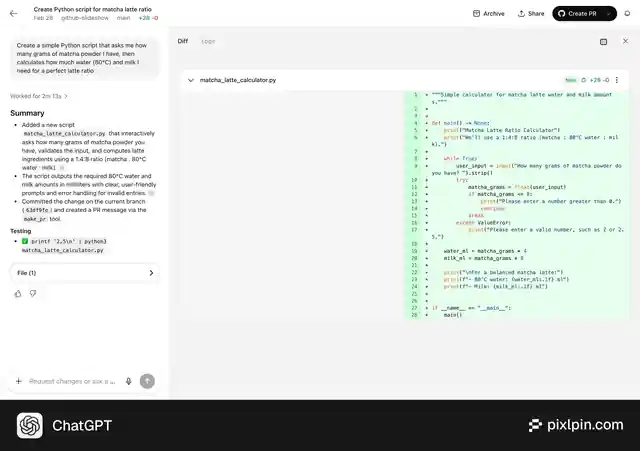 Create Python script for matcha latte ratio
Feb 28 github-slideshow main +28 -0
Archive
Share
Create PR
Create a simple Python script that asks me how
many grams of matcha powder I have, then
calculates how much water (80°C) and milk I
need for a perfect latte ratio
Worked for 2m 13s >
Summary
• Added a new script
matcha_latte_calculator.py that interactively
asks how many grams of matcha powder you
have, validates the input, and computes latte
ingredients using a 1:4:8 ratio (matcha : 80°C
water : milk).
• The script outputs the required 80°C water and
milk amounts in milliliters with clear, user-friendly
prompts and error handling for invalid entries.
• Committed the change on the current branch
and created a PR message via the
make_pr tool.
Testing
• printf '2.5\n' | python3
matcha_latte_calculator.py
File (1)
Request changes or ask a ...
Diff Logs
matcha_latte_calculator.py
New +28 -0
1 + """Simple calculator for matcha latte water and milk amount
s."""
2 +
3 +
4 + def main() -> None:
5 + print("Matcha Latte Ratio Calculator")
6 + print("We'll use a 1:4:8 ratio (matcha : 80°C water : mi
lk).")
7 +
8 + while True:
9 + user_input = input("How many grams of matcha powder do
you have? ").strip()
10 + try:
11 + matcha_grams = float(user_input)
12 + if matcha_grams <= 0:
13 + print("Please enter a number greater than 0.")
14 + continue
15 + break
16 + except ValueError:
17 + print("Please enter a valid number, such as 2 or 2.
5.")
18 +
19 + water_ml = matcha_grams * 4
20 + milk_ml = matcha_grams * 8
21 +
22 + print("\nFor a balanced matcha latte:")
23 + print(f"- 80°C water: {water_ml:.1f} ml")
24 + print(f"- Milk: {milk_ml:.1f} ml")
25 +
26 +
27 + if __name__ == "__main__":
28 + main()
ChatGPT
pixlpin.com